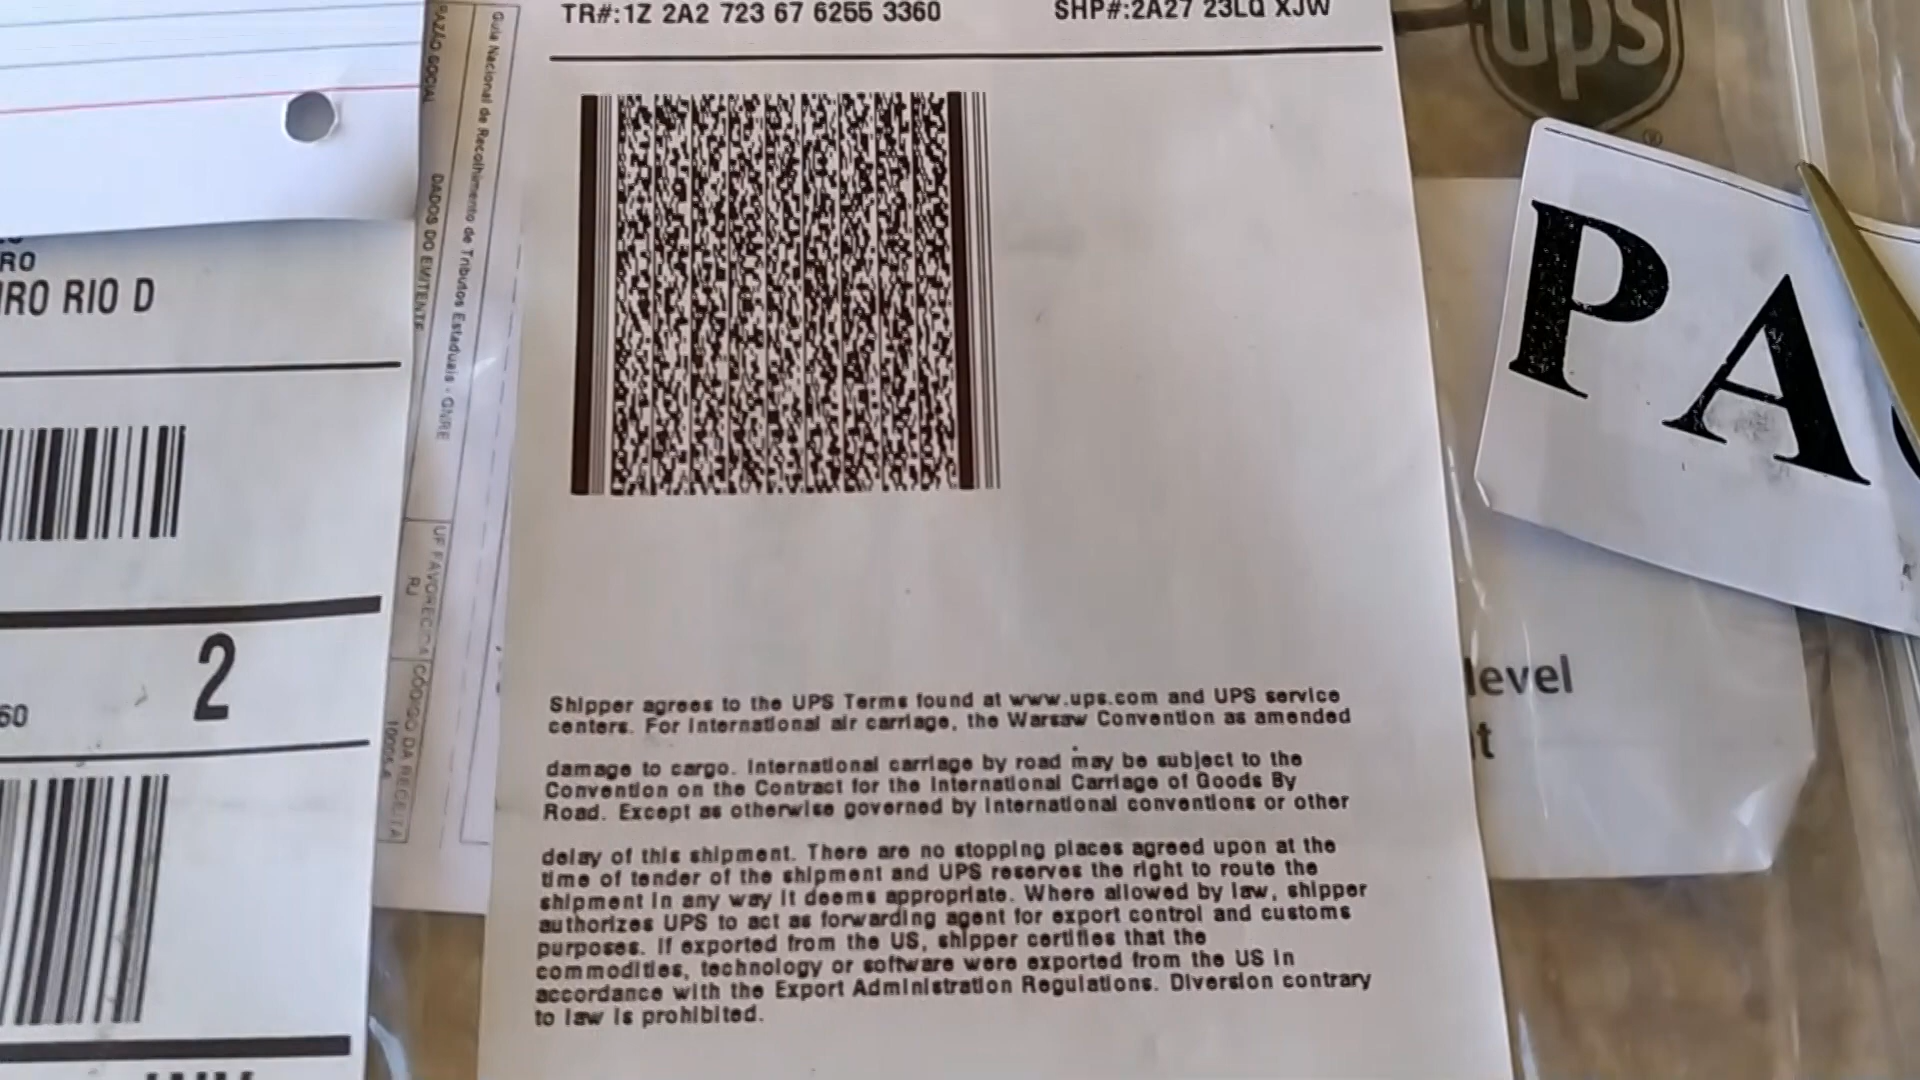 TR#:1Z 2A2 723 67 6255 3360
SHP#:2A27 23LQ XJW
ups
®
RAZÃO SOCIAL
Guia Nacional de Recolhimento de Tributos Estaduais - GNRE
DADOS DO EMITENTE
UF FAVORECIDA
RJ
CÓDIGO DA RECEITA
RO
IRO RIO D
2
60
PA
level
it
Shipper agrees to the UPS Terms found at www.ups.com and UPS service
centers. For International air carriage, the Warsaw Convention as amended
damage to cargo. International carriage by road may be subject to the
Convention on the Contract for the International Carriage of Goods By
Road. Except as otherwise governed by International conventions or other
delay of this shipment. There are no stopping places agreed upon at the
time of tender of the shipment and UPS reserves the right to route the
shipment in any way it deems appropriate. Where allowed by law, shipper
authorizes UPS to act as forwarding agent for export control and customs
purposes. If exported from the US, shipper certifies that the
commodities, technology or software were exported from the US in
accordance with the Export Administration Regulations. Diversion contrary
to law is prohibited.